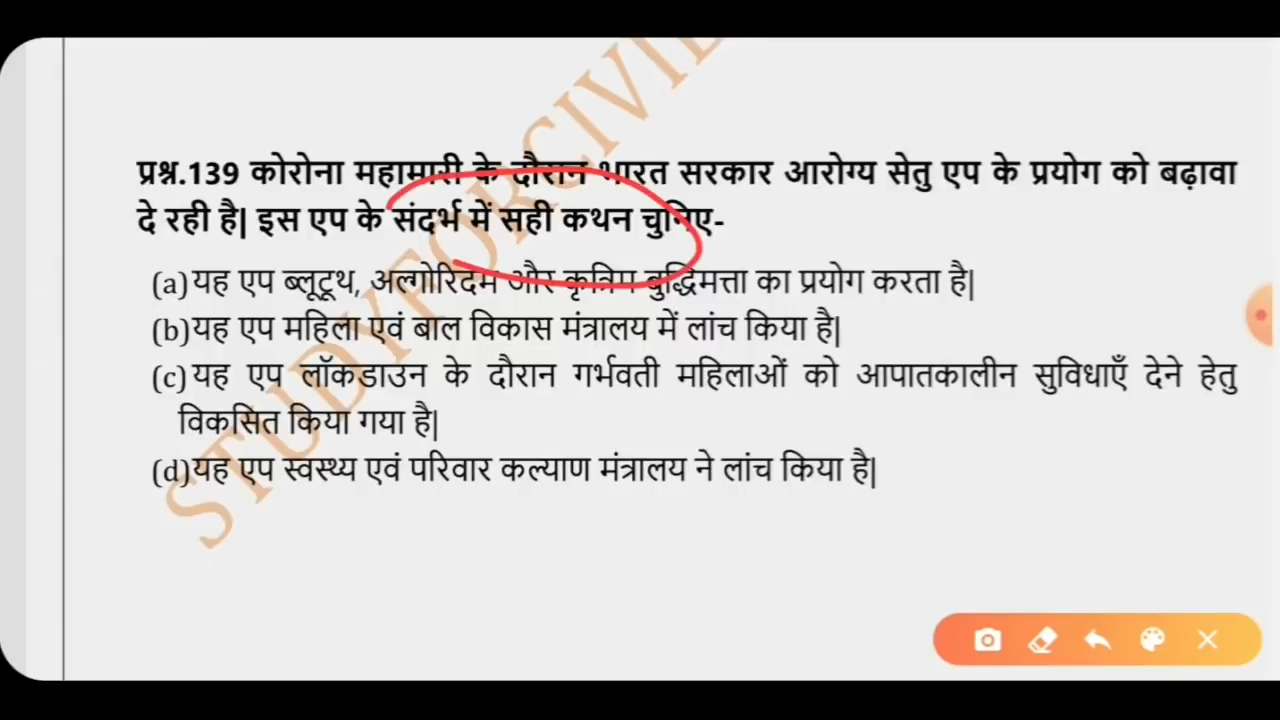 STUDYFORCIVIL
प्रश्न.139 कोरोना महामारी के दौरान भारत सरकार आरोग्य सेतु एप के प्रयोग को बढ़ावा
दे रही है| इस एप के संदर्भ में सही कथन चुनिए-
(a) यह एप ब्लूटूथ, अल्गोरिदम और कृत्रिम बुद्धिमत्ता का प्रयोग करता है|
(b) यह एप महिला एवं बाल विकास मंत्रालय में लांच किया है|
(c) यह एप लॉकडाउन के दौरान गर्भवती महिलाओं को आपातकालीन सुविधाएँ देने हेतु
विकसित किया गया है|
(d) यह एप स्वस्थ्य एवं परिवार कल्याण मंत्रालय ने लांच किया है|